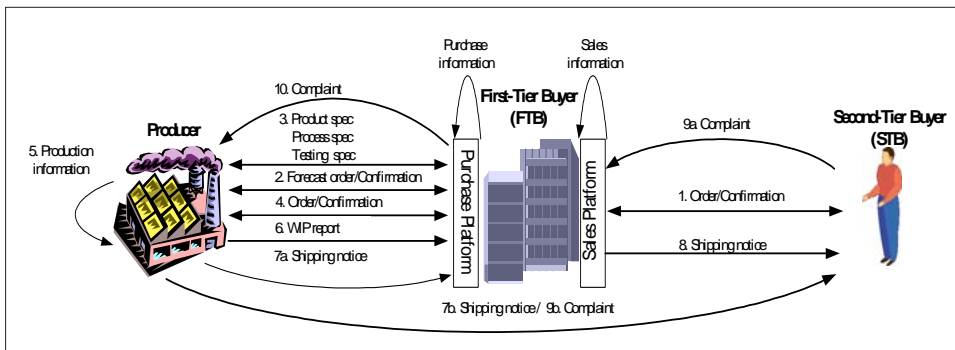 Purchase
information
Sales
information
10. Complaint
First-Tier Buyer
(FTB)
Producer
3. Product spec
Process spec
Testing spec
9a. Complaint
Second-Tier Buyer
(STB)
5. Production
information
2. Forecast order/Confirmation
4. Order/Confirmation
1. Order/Confirmation
6. WIP report
7a. Shipping notice
8. Shipping notice
Purchase Platform
Sales Platform
7b. Shipping notice / 9b. Complaint